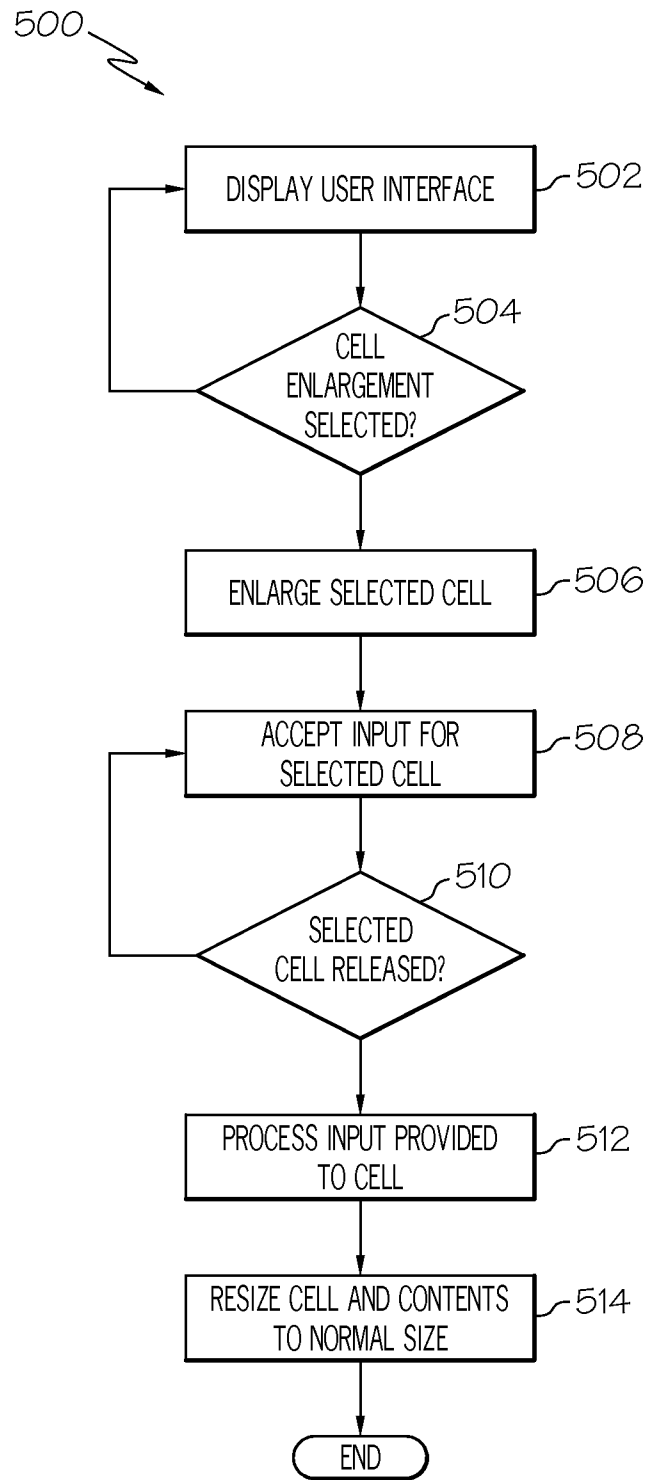 500
DISPLAY USER INTERFACE
502
504
CELL
ENLARGEMENT
SELECTED?
ENLARGE SELECTED CELL
506
ACCEPT INPUT FOR
SELECTED CELL
508
510
SELECTED
CELL RELEASED?
PROCESS INPUT PROVIDED
TO CELL
512
RESIZE CELL AND CONTENTS
TO NORMAL SIZE
514
END